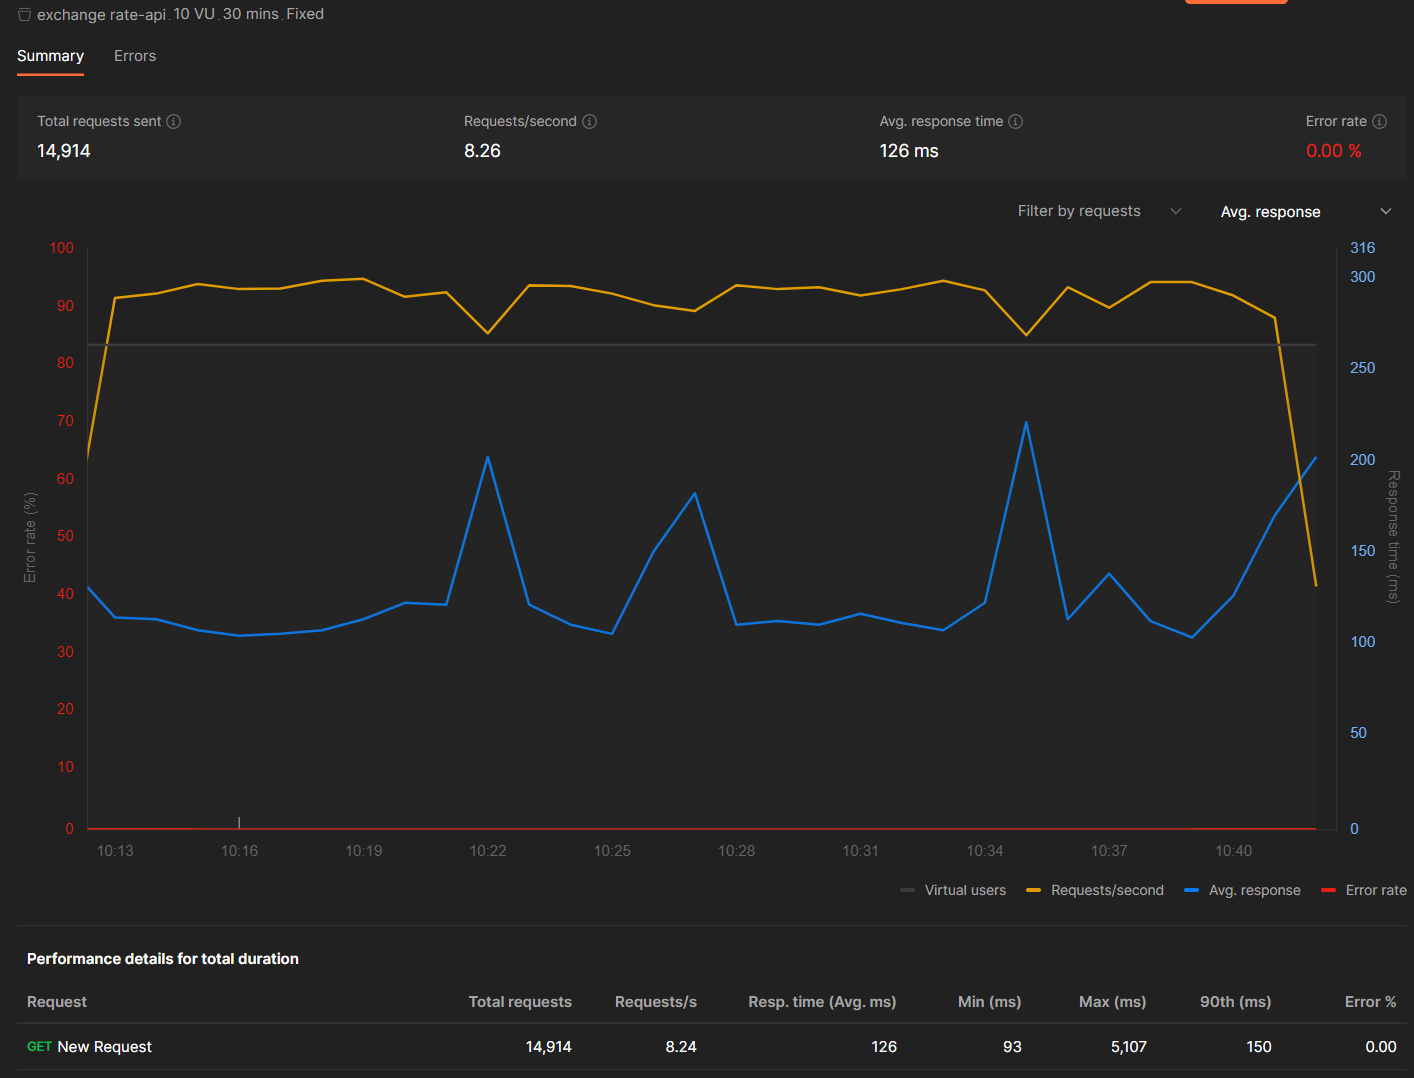 exchange rate-api . 10 VU . 30 mins . Fixed
Summary Errors
Total requests sent Requests/second Avg. response time Error rate
14,914 8.26 126 ms 0.00 %
Filter by requests Avg. response
100 316
300
90
80
250
70
200
60
50
150
40
100
30
20
50
10
0 0
Error rate (%)
Response time (ms)
10:13 10:16 10:19 10:22 10:25 10:28 10:31 10:34 10:37 10:40
Virtual users Requests/second Avg. response Error rate
Performance details for total duration
Request Total requests Requests/s Resp. time (Avg. ms) Min (ms) Max (ms) 90th (ms) Error %
GET New Request 14,914 8.24 126 93 5,107 150 0.00